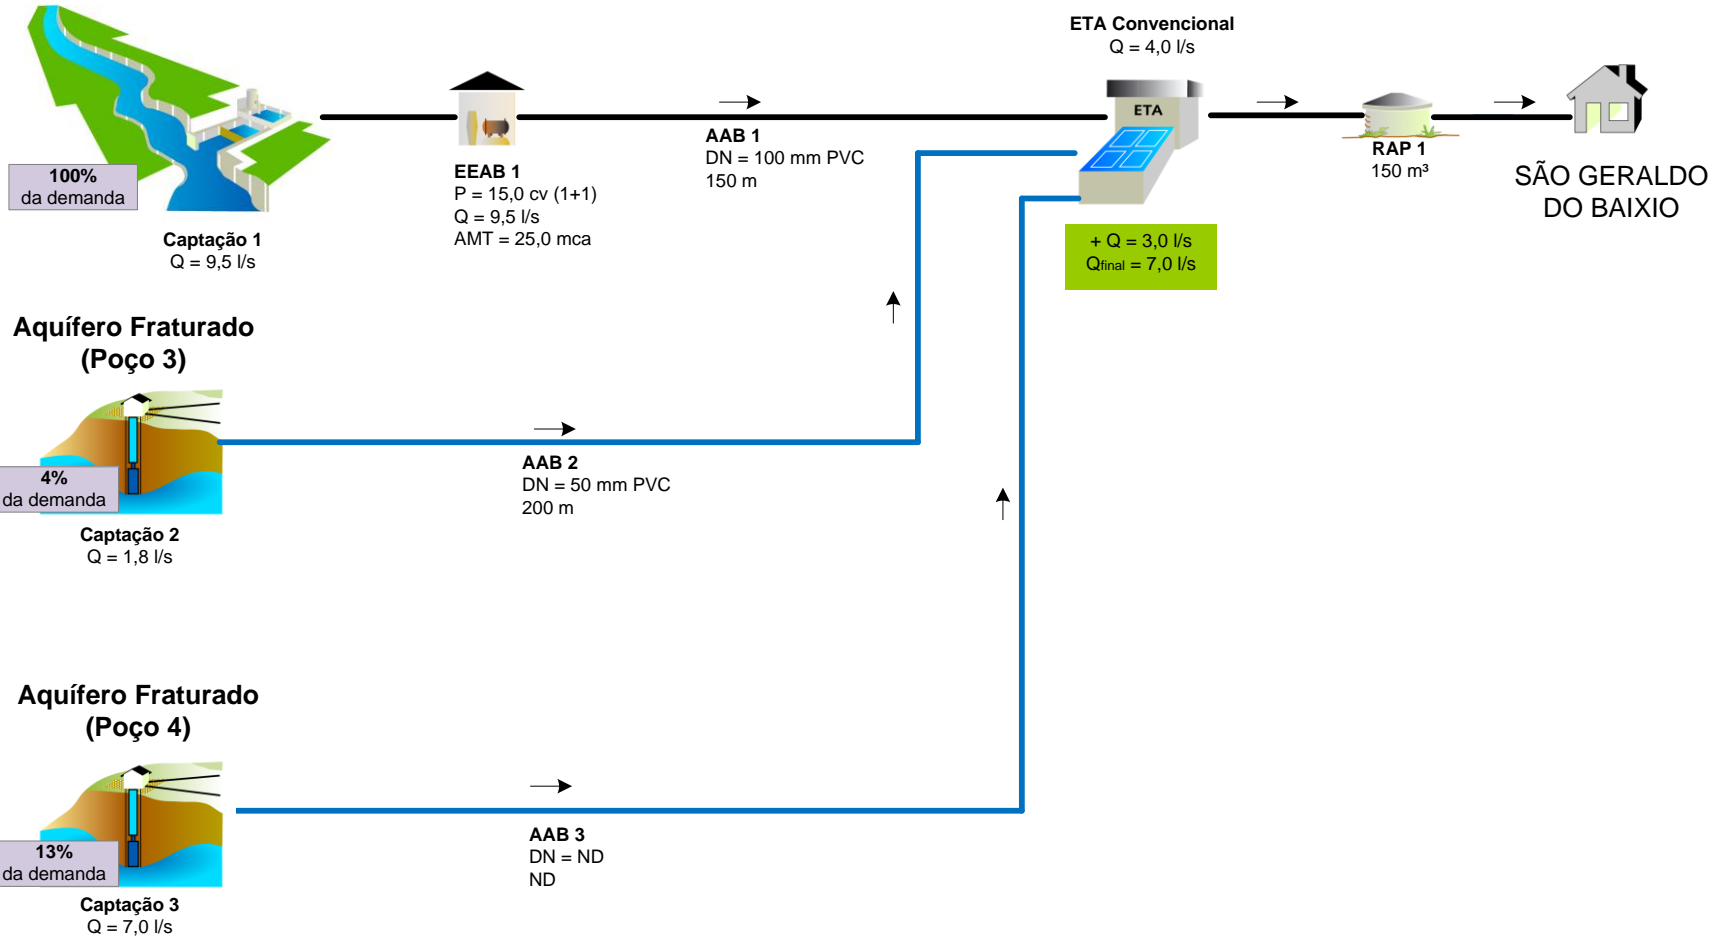 ETA Convencional
Q = 4,0 l/s
ETA
100%
da demanda
Captação 1
Q = 9,5 l/s
EEAB 1
P = 15,0 cv (1+1)
Q = 9,5 l/s
AMT = 25,0 mca
AAB 1
DN = 100 mm PVC
150 m
RAP 1
150 m³
SÃO GERALDO
DO BAIXIO
+ Q = 3,0 l/s
Qfinal = 7,0 l/s
Aquífero Fraturado
(Poço 3)
4%
da demanda
Captação 2
Q = 1,8 l/s
AAB 2
DN = 50 mm PVC
200 m
Aquífero Fraturado
(Poço 4)
13%
da demanda
Captação 3
Q = 7,0 l/s
AAB 3
DN = ND
ND